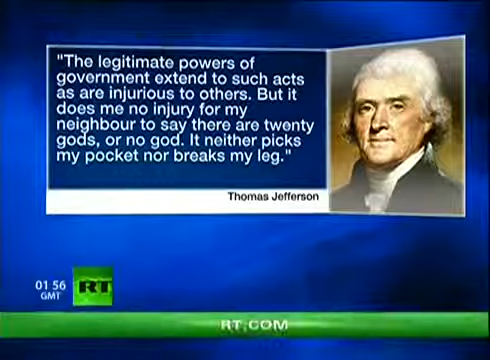 "The legitimate powers of
government extend to such acts
as are injurious to others. But it
does me no injury for my
neighbour to say there are twenty
gods, or no god. It neither picks
my pocket nor breaks my leg."
Thomas Jefferson
01 56
GMT
RT
RT.COM